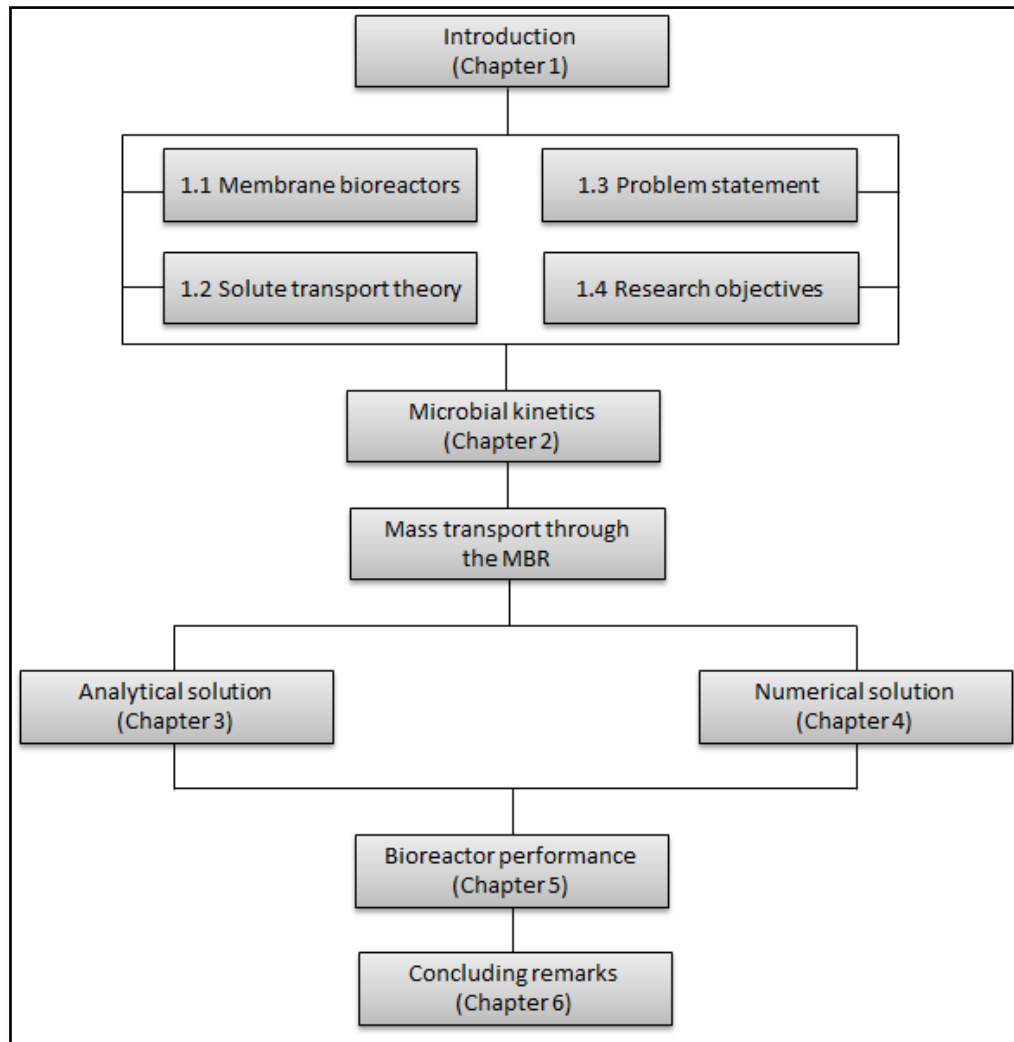 Introduction
(Chapter 1)
1.1 Membrane bioreactors
1.3 Problem statement
1.2 Solute transport theory
1.4 Research objectives
Microbial kinetics
(Chapter 2)
Mass transport through
the MBR
Analytical solution
(Chapter 3)
Numerical solution
(Chapter 4)
Bioreactor performance
(Chapter 5)
Concluding remarks
(Chapter 6)